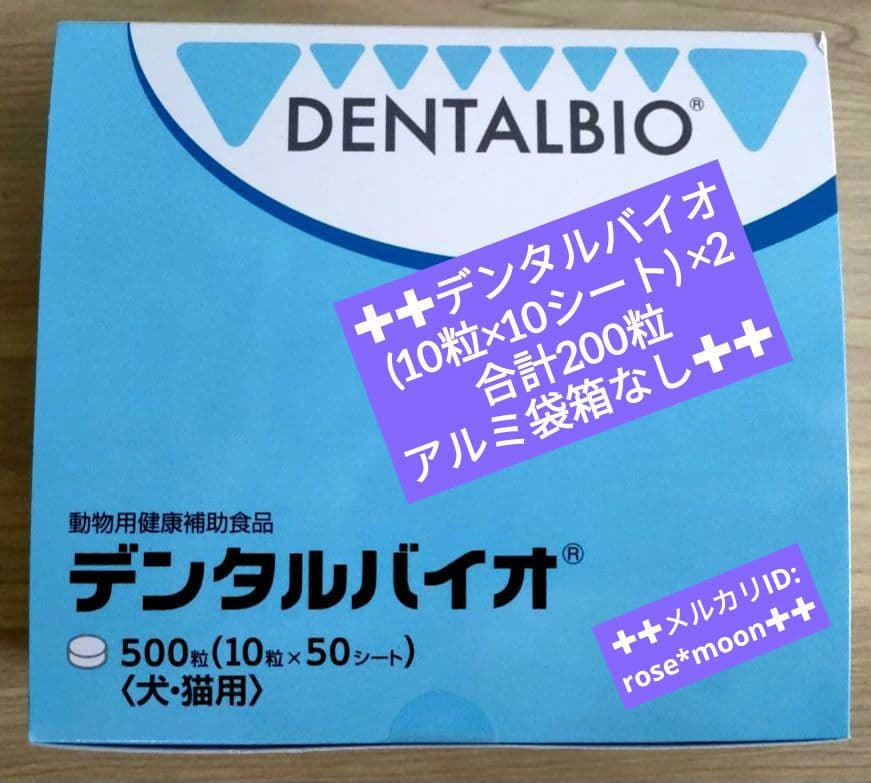 DENTALBIO®
✚✚デンタルバイオ
(10粒×10シート)×2
合計200粒
アルミ袋箱なし✚✚
動物用健康補助食品
デンタルバイオ®
500粒(10粒×50シート)
〈犬・猫用〉
✚✚メルカリID:
rose*moon✚✚